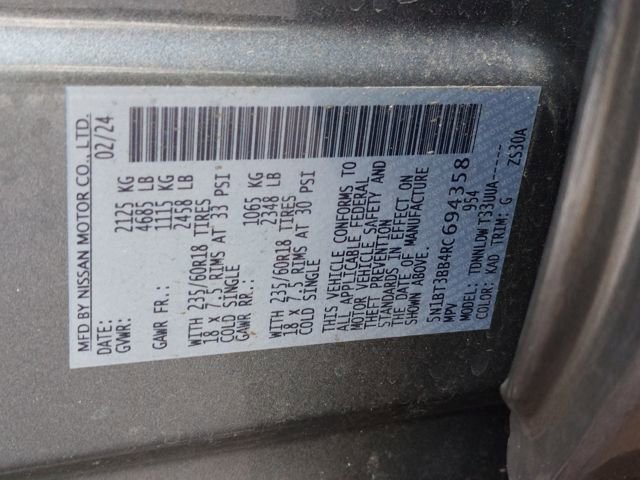 MFD BY NISSAN MOTOR CO., LTD.
DATE: 02/24
GVWR: 2125 KG
4685 LB
GAWR FR.: 1115 KG
2458 LB
WITH 235/60R18 TIRES
18 X 7.5 RIMS AT 33 PSI
COLD SINGLE
GAWR RR.: 1065 KG
2348 LB
WITH 235/60R18 TIRES
18 X 7.5 RIMS AT 30 PSI
COLD SINGLE
THIS VEHICLE CONFORMS TO
ALL APPLICABLE FEDERAL
MOTOR VEHICLE SAFETY AND
THEFT PREVENTION
STANDARDS IN EFFECT ON
THE DATE OF MANUFACTURE
SHOWN ABOVE.
5N1BT3BB4RC694358
MPV 954
MODEL: TDWNLDW T33UUA------
COLOR: KAD TRIM: G ZS30A